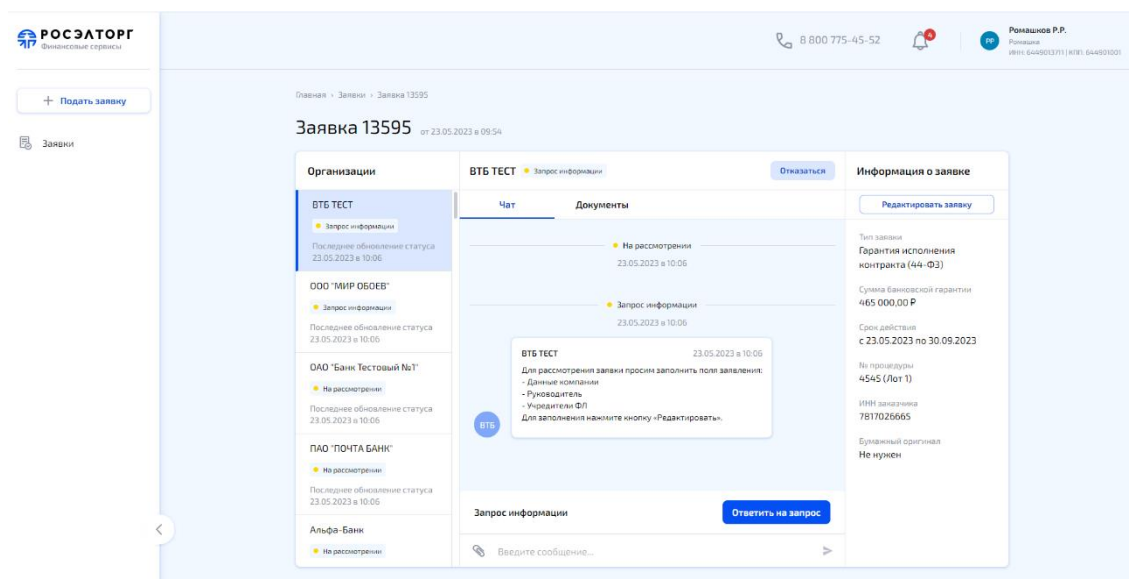 РОСЭЛТОРГ
Финансовые сервисы
8 800 775-45-52
4
РР
Ромашков Р.Р.
Ромашка
ИНН: 6449013711 | КПП: 644901001
+ Подать заявку
Заявки
Главная › Заявки › Заявка 13595
Заявка 13595 от 23.05.2023 в 09:54
Организации
ВТБ ТЕСТ
Запрос информации
Последнее обновление статуса
23.05.2023 в 10:06
ООО "МИР ОБОЕВ"
Запрос информации
Последнее обновление статуса
23.05.2023 в 10:06
ОАО "Банк Тестовый №1"
На рассмотрении
Последнее обновление статуса
23.05.2023 в 10:06
ПАО "ПОЧТА БАНК"
На рассмотрении
Последнее обновление статуса
23.05.2023 в 10:06
Альфа-Банк
На рассмотрении
ВТБ ТЕСТ Запрос информации Отказаться
Чат Документы
На рассмотрении
23.05.2023 в 10:06
Запрос информации
23.05.2023 в 10:06
ВТБ ТЕСТ 23.05.2023 в 10:06
Для рассмотрения заявки просим заполнить поля заявления:
- Данные компании
- Руководитель
- Учредители ФЛ
Для заполнения нажмите кнопку «Редактировать».
ВТБ
Запрос информации Ответить на запрос
Введите сообщение...
Информация о заявке
Редактировать заявку
Тип заявки
Гарантия исполнения
контракта (44-ФЗ)
Сумма банковской гарантии
465 000,00 ₽
Срок действия
с 23.05.2023 по 30.09.2023
№ процедуры
4545 (Лот 1)
ИНН заказчика
7817026665
Бумажный оригинал
Не нужен